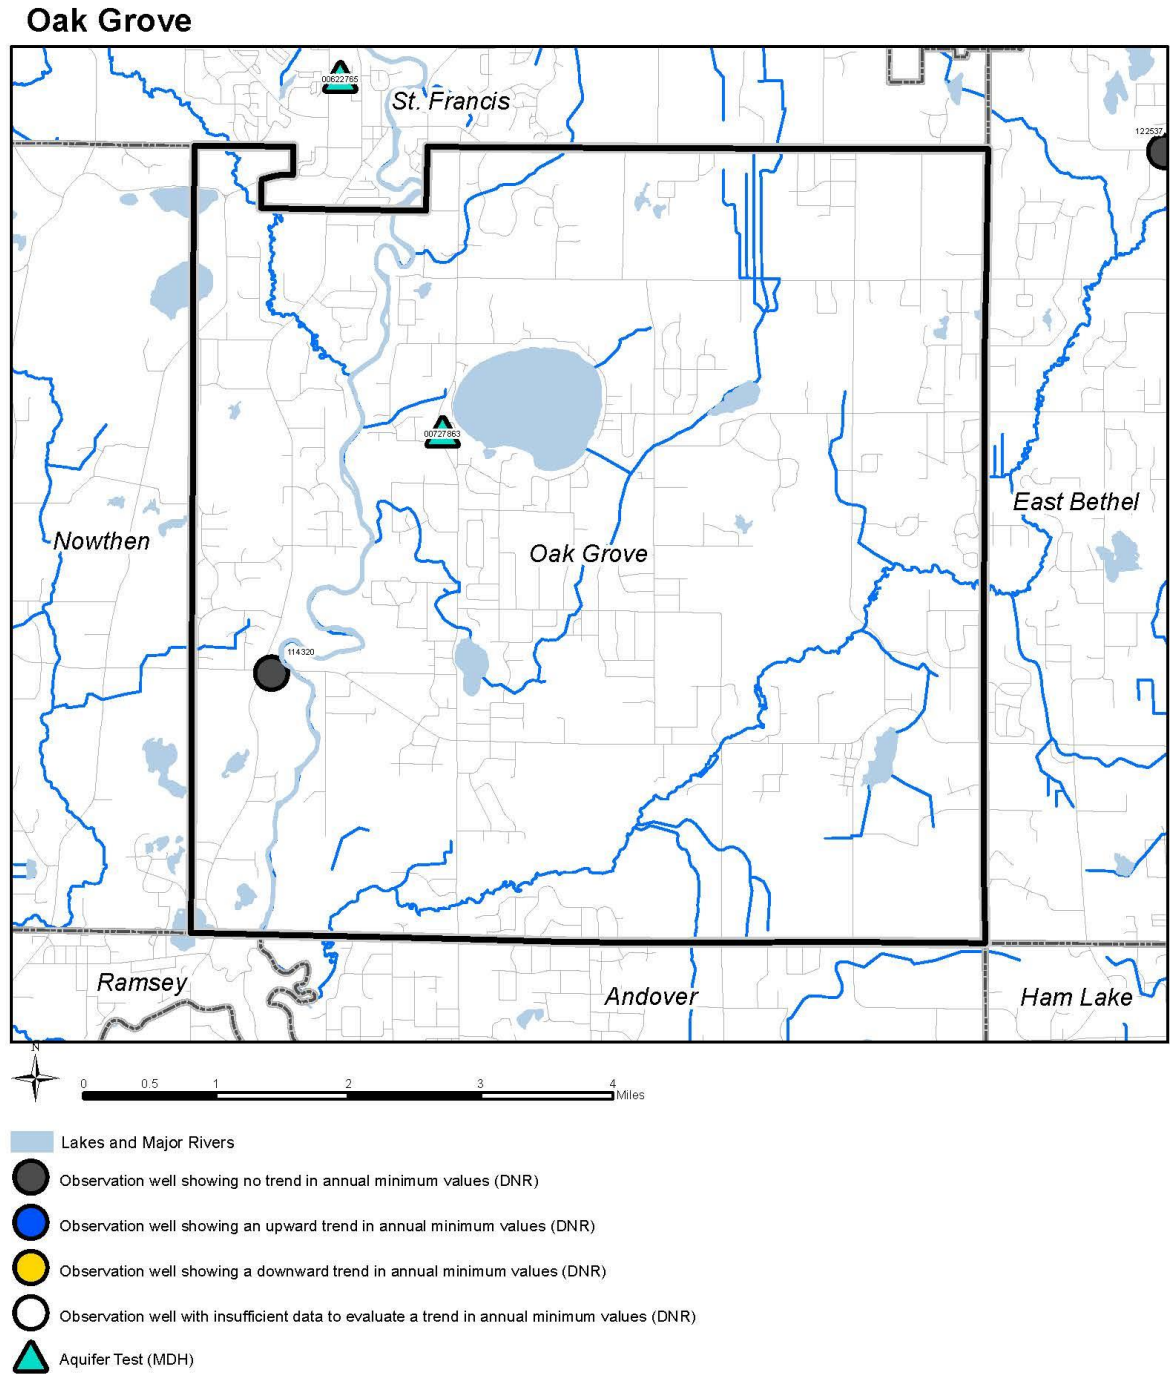 Oak Grove
00622765
St. Francis
122537
00727863
East Bethel
Nowthen
Oak Grove
114320
Ramsey
Andover
Ham Lake
N
0 0.5 1 2 3 4
Miles
Lakes and Major Rivers
Observation well showing no trend in annual minimum values (DNR)
Observation well showing an upward trend in annual minimum values (DNR)
Observation well showing a downward trend in annual minimum values (DNR)
Observation well with insufficient data to evaluate a trend in annual minimum values (DNR)
Aquifer Test (MDH)